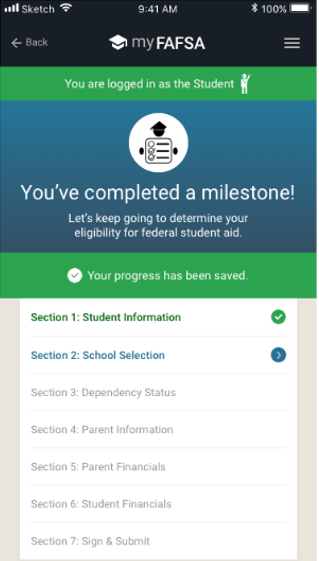 Sketch 9:41 AM 100%
Back myFAFSA
You are logged in as the Student
You've completed a milestone!
Let's keep going to determine your
eligibility for federal student aid.
Your progress has been saved.
Section 1: Student Information
Section 2: School Selection
Section 3: Dependency Status
Section 4: Parent Information
Section 5: Parent Financials
Section 6: Student Financials
Section 7: Sign & Submit